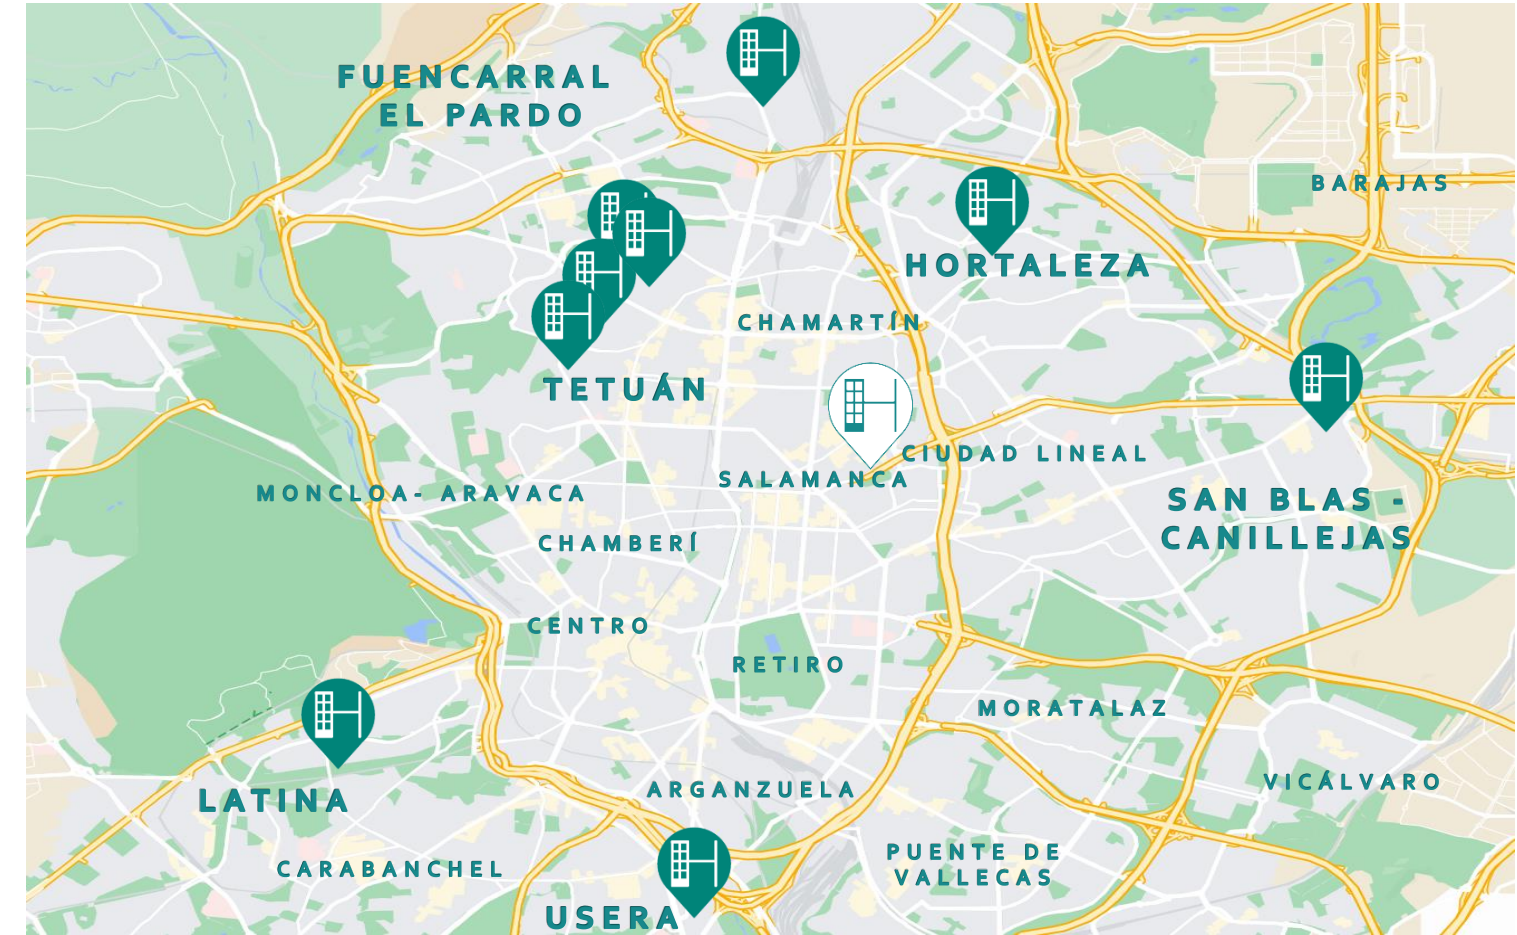 FUENCARRAL
EL PARDO
BARAJAS
HORTALEZA
CHAMARTÍN
TETUÁN
CIUDAD LINEAL
SALAMANCA
MONCLOA- ARAVACA
SAN BLAS -
CANILLEJAS
CHAMBERÍ
CENTRO
RETIRO
MORATALAZ
VICÁLVARO
ARGANZUELA
LATINA
PUENTE DE
VALLECAS
CARABANCHEL
USERA